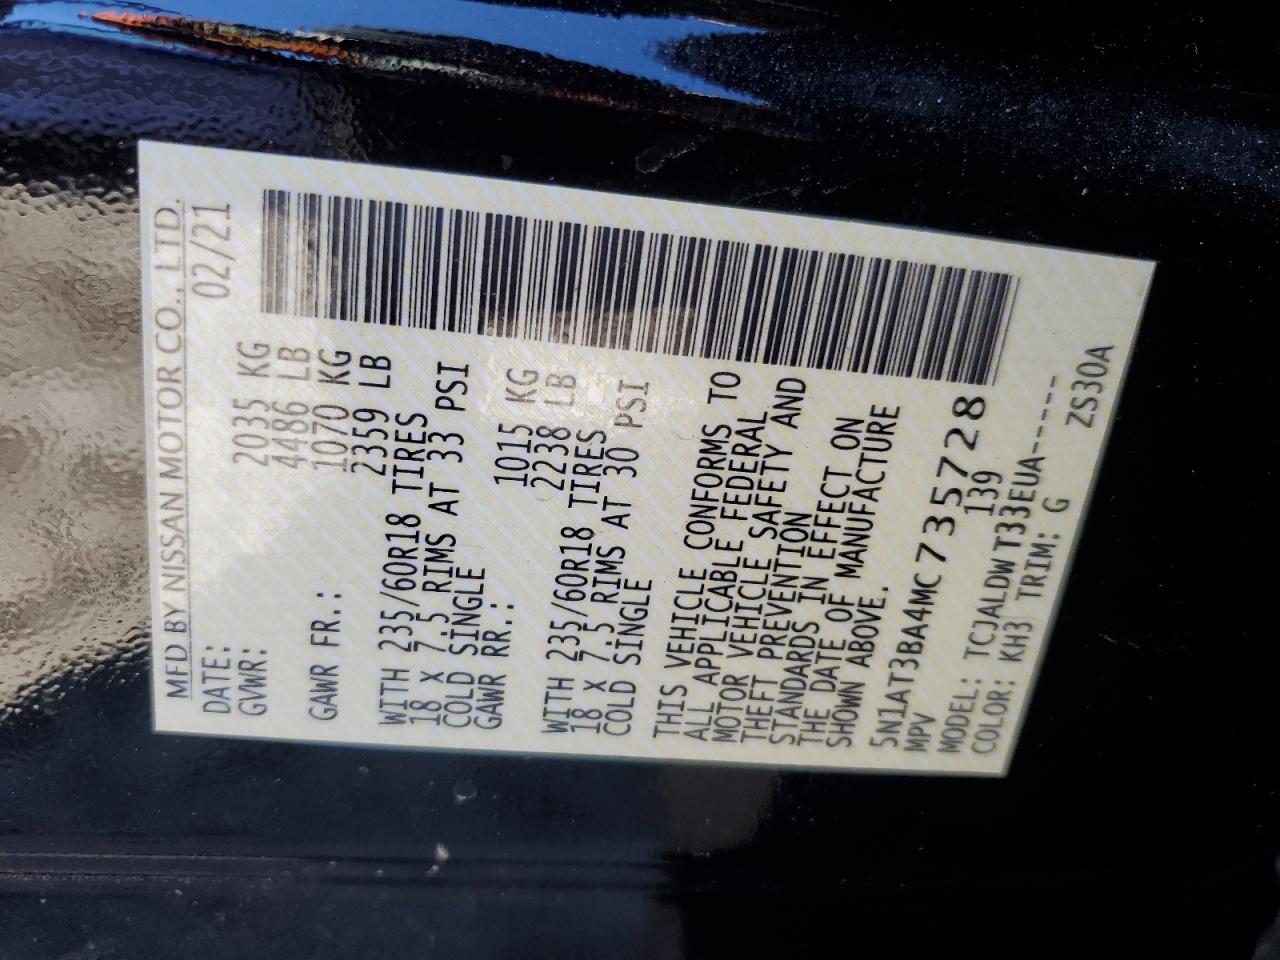 MFD BY NISSAN MOTOR CO., LTD.
DATE: 02/21
GVWR: 2035 KG
4486 LB
GAWR FR.: 1070 KG
2359 LB
WITH 235/60R18 TIRES
18 X 7.5 RIMS AT 33 PSI
COLD SINGLE
GAWR RR.: 1015 KG
2238 LB
WITH 235/60R18 TIRES
18 X 7.5 RIMS AT 30 PSI
COLD SINGLE
THIS VEHICLE CONFORMS TO
ALL APPLICABLE FEDERAL
MOTOR VEHICLE SAFETY AND
THEFT PREVENTION
STANDARDS IN EFFECT ON
THE DATE OF MANUFACTURE
SHOWN ABOVE.
5N1AT3BA4MC735728
MPV 139
MODEL: TCJALDWT33EUA-----
COLOR: KH3 TRIM: G
ZS30A